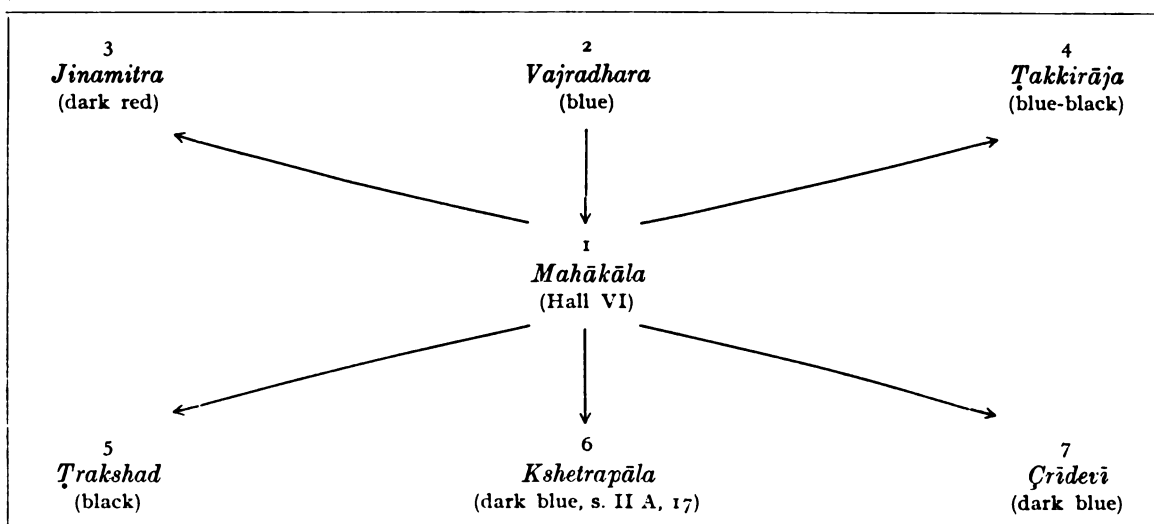 3
Jinamitra
(dark red)
2
Vajradhara
(blue)
4
Ṭakkirāja
(blue-black)
1
Mahākāla
(Hall VI)
5
Ṭrakshad
(black)
6
Kshetrapāla
(dark blue, s. II A, 17)
7
Çrīdevī
(dark blue)